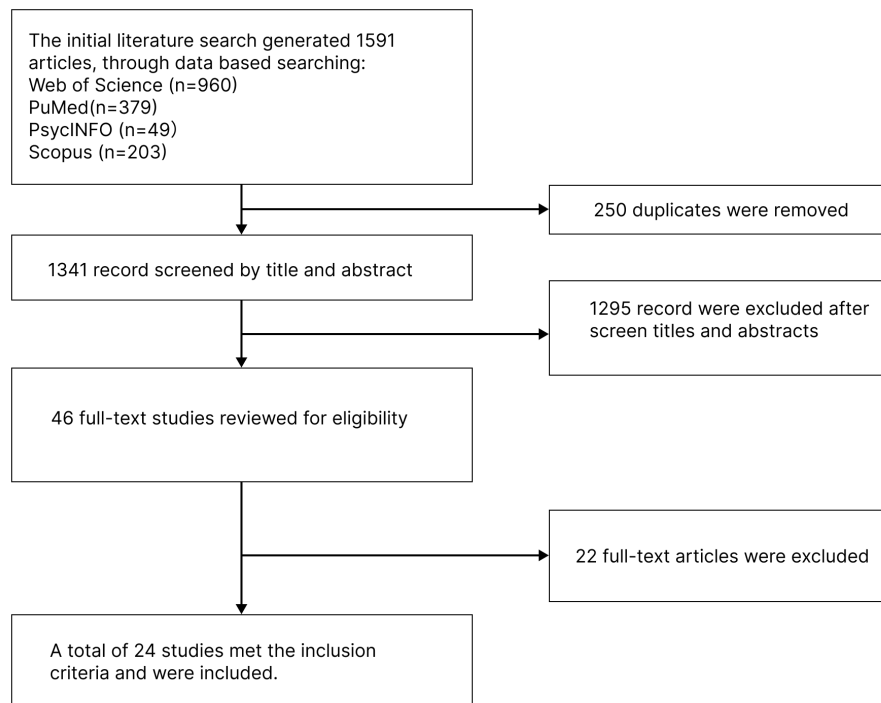 The initial literature search generated 1591
articles, through data based searching:
Web of Science (n=960)
PuMed(n=379)
PsycINFO (n=49）
Scopus (n=203)
250 duplicates were removed
1341 record screened by title and abstract
1295 record were excluded after
screen titles and abstracts
46 full-text studies reviewed for eligibility
22 full-text articles were excluded
A total of 24 studies met the inclusion
criteria and were included.